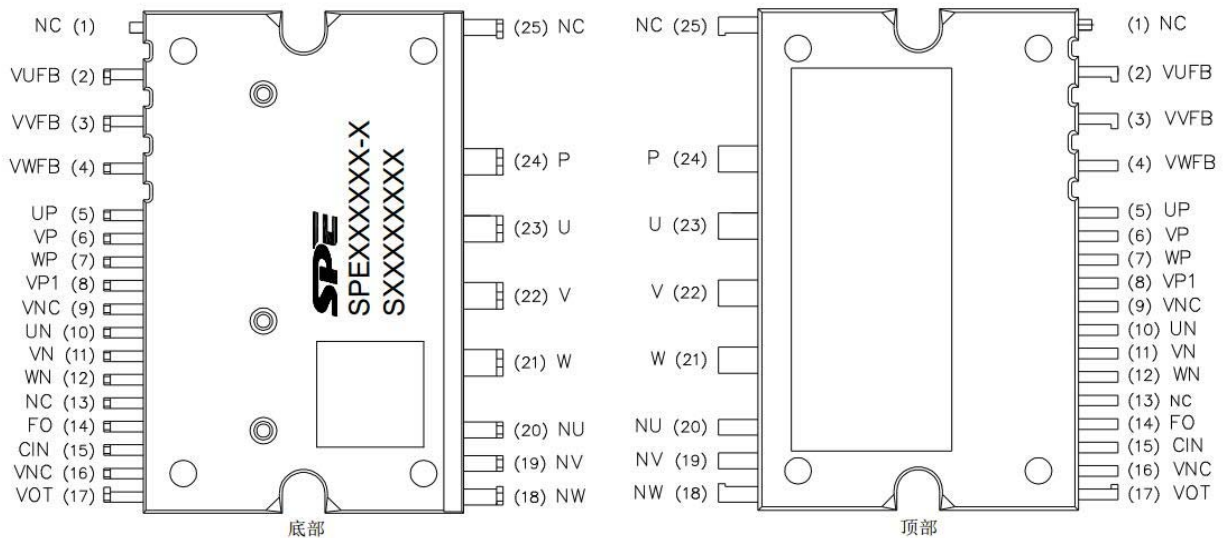 NC (1)
VUFB (2)
VVFB (3)
VWFB (4)
UP (5)
VP (6)
WP (7)
VP1 (8)
VNC (9)
UN (10)
VN (11)
WN (12)
NC (13)
FO (14)
CIN (15)
VNC (16)
VOT (17)
SPE
SPEXXXXXX-X
SXXXXXXXX
(25) NC
(24) P
(23) U
(22) V
(21) W
(20) NU
(19) NV
(18) NW
底部
NC (25)
P (24)
U (23)
V (22)
W (21)
NU (20)
NV (19)
NW (18)
(1) NC
(2) VUFB
(3) VVFB
(4) VWFB
(5) UP
(6) VP
(7) WP
(8) VP1
(9) VNC
(10) UN
(11) VN
(12) WN
(13) NC
(14) FO
(15) CIN
(16) VNC
(17) VOT
顶部